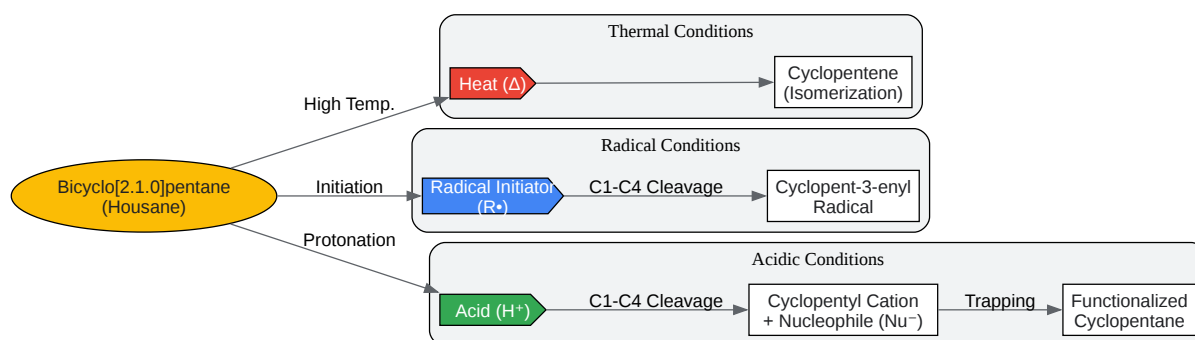 Thermal Conditions
Heat (Δ)
Cyclopentene
(Isomerization)
High Temp.
Radical Conditions
Bicyclo[2.1.0]pentane
(Housane)
Initiation
Radical Initiator
(R•)
C1-C4 Cleavage
Cyclopent-3-enyl
Radical
Protonation
Acidic Conditions
Acid (H⁺)
C1-C4 Cleavage
Cyclopentyl Cation
+ Nucleophile (Nu⁻)
Trapping
Functionalized
Cyclopentane